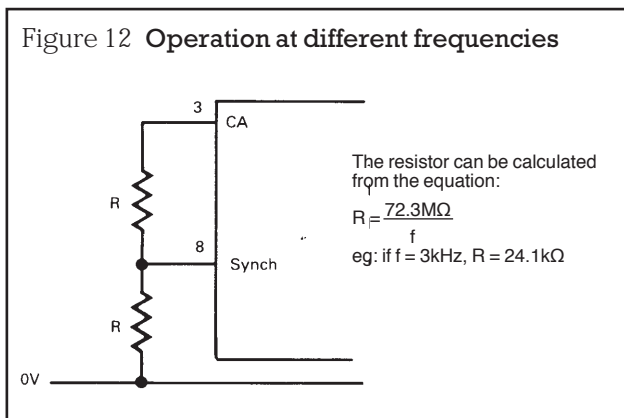 Figure 12 Operation at different frequencies
3
CA
R
8
Synch
R
0V
The resistor can be calculated
from the equation:
R = 72.3MΩ
f
eg: if f = 3kHz, R = 24.1kΩ